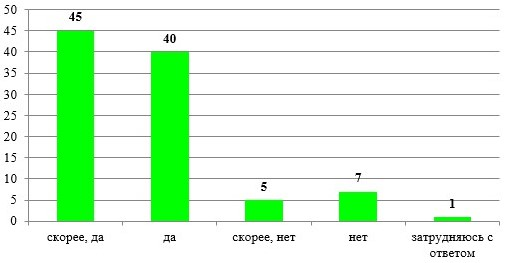 50
45
40
35
30
25
20
15
10
5
0
45
40
5
7
1
скорее, да
да
скорее, нет
нет
затрудняюсь с
ответом